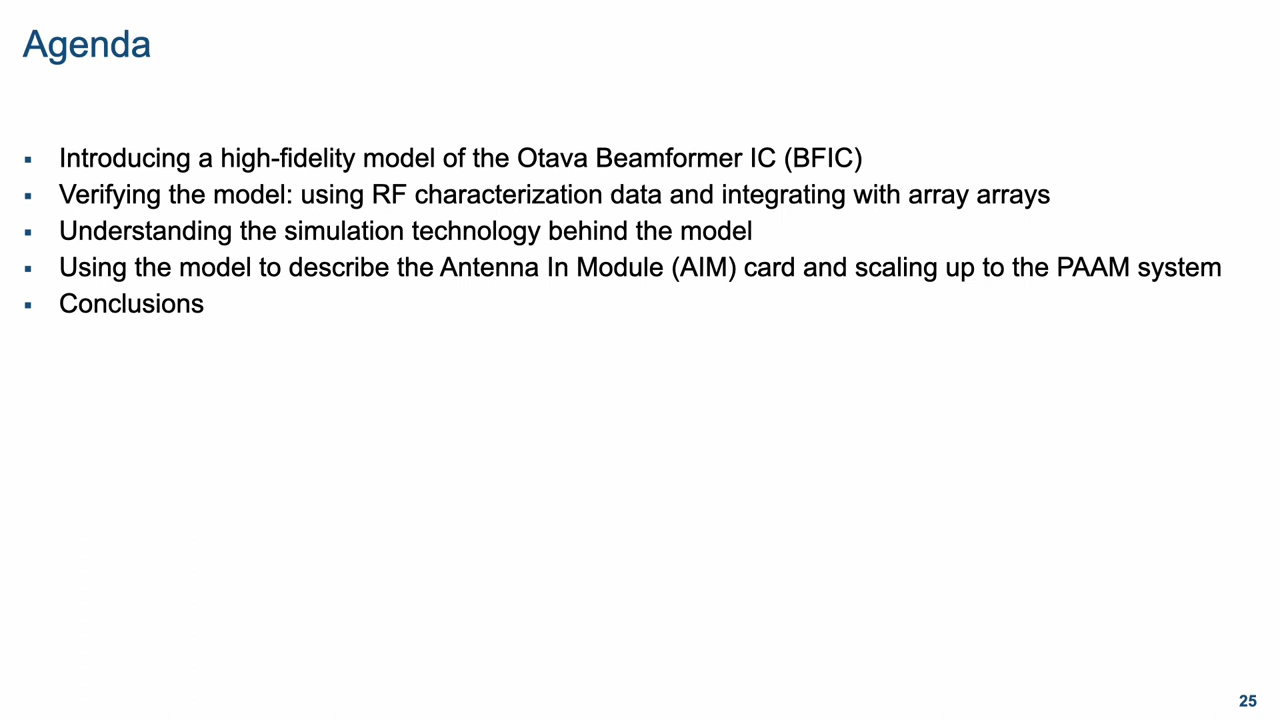 Agenda
▪ Introducing a high-fidelity model of the Otava Beamformer IC (BFIC)
▪ Verifying the model: using RF characterization data and integrating with array arrays
▪ Understanding the simulation technology behind the model
▪ Using the model to describe the Antenna In Module (AIM) card and scaling up to the PAAM system
▪ Conclusions
25